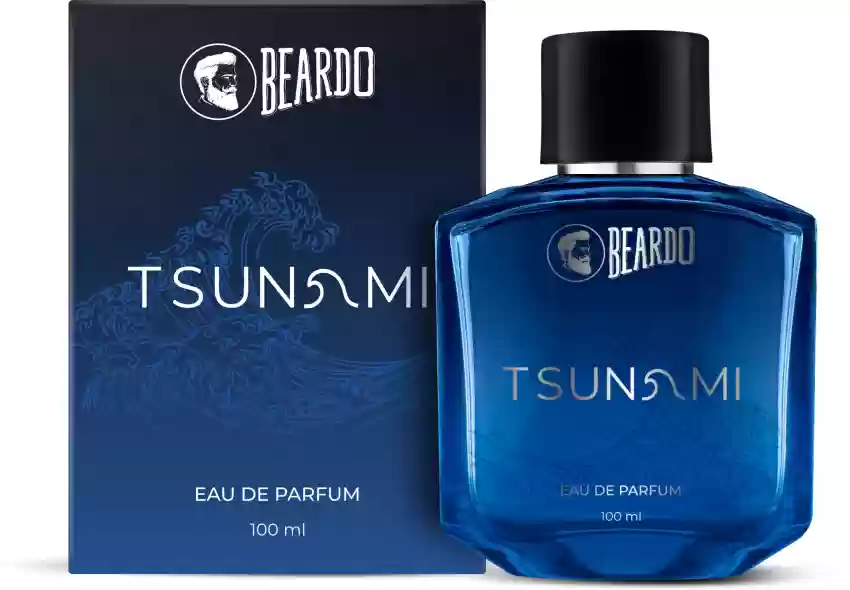 BEARDO
TSUNAMI
EAU DE PARFUM
100 ml
BEARDO
TSUNAMI
EAU DE PARFUM
100 ml